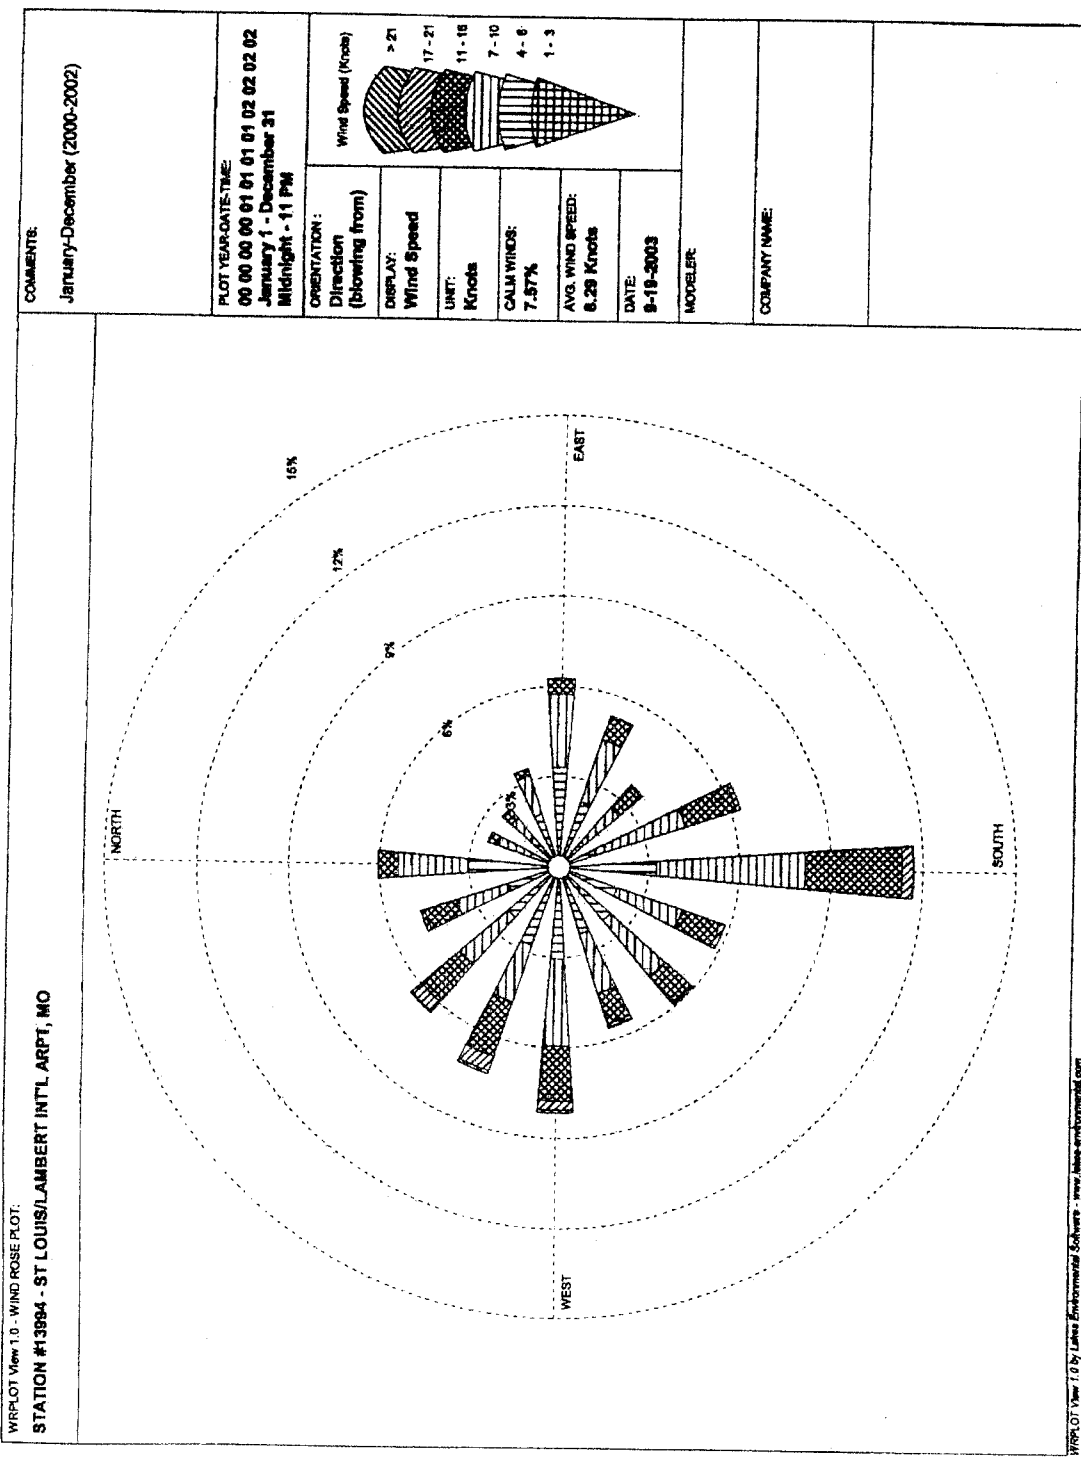 WRPLOT View 1.0 - WIND ROSE PLOT:
STATION #13994 - ST LOUIS/LAMBERT INT'L ARPT, MO
NORTH
15%
12%
9%
6%
3%
WEST
EAST
SOUTH
COMMENTS:
January-December (2000-2002)
PLOT YEAR-DATE-TIME:
00 00 00 00 01 01 01 01 02 02 02 02
January 1 - December 31
Midnight - 11 PM
ORIENTATION:
Direction
(blowing from)
DISPLAY:
Wind Speed
UNIT:
Knots
CALM WINDS:
7.57%
AVG. WIND SPEED:
8.29 Knots
DATE:
9-19-2003
Wind Speed (Knots)
> 21
17 - 21
11 - 16
7 - 10
4 - 6
1 - 3
MODELER:
COMPANY NAME:
WRPLOT View 1.0 by Lakes Environmental Software - www.lakes-environmental.com